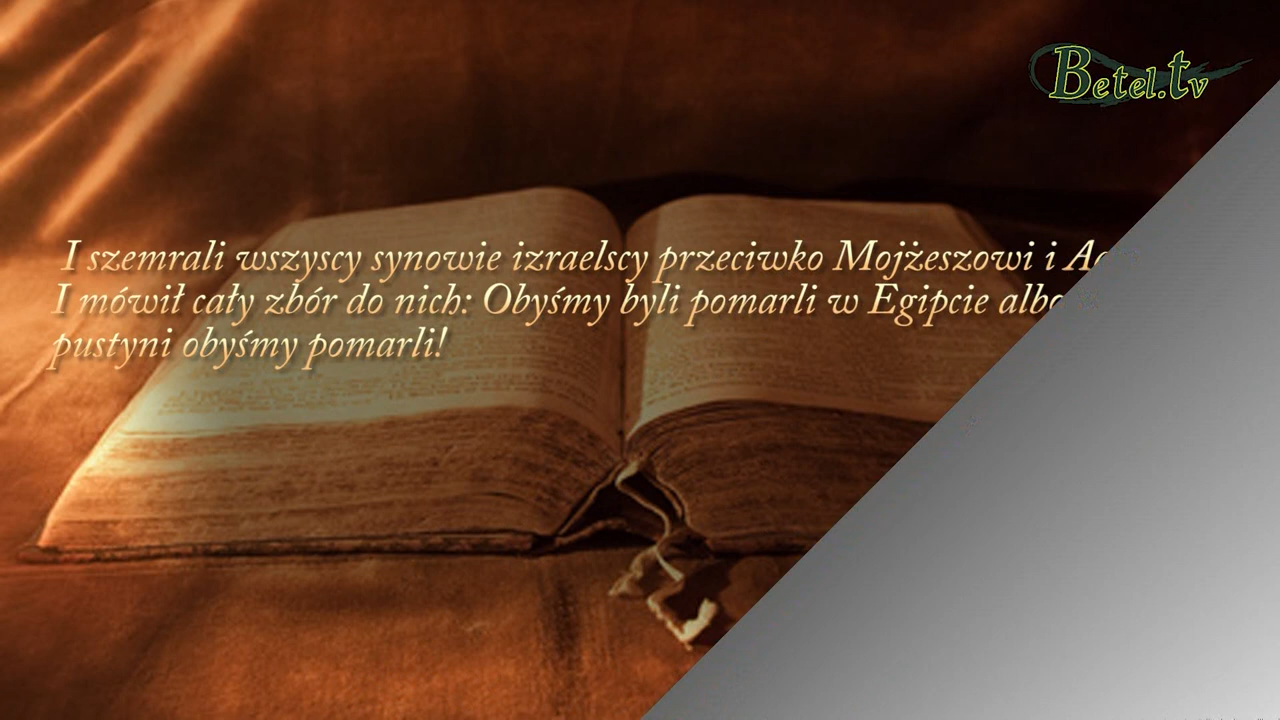 Betel.tv
I szemrali wszyscy synowie izraelscy przeciwko Mojżeszowi i
I mówił cały zbór do nich: Obyśmy byli pomarli w Egipcie
pustyni obyśmy pomarli!